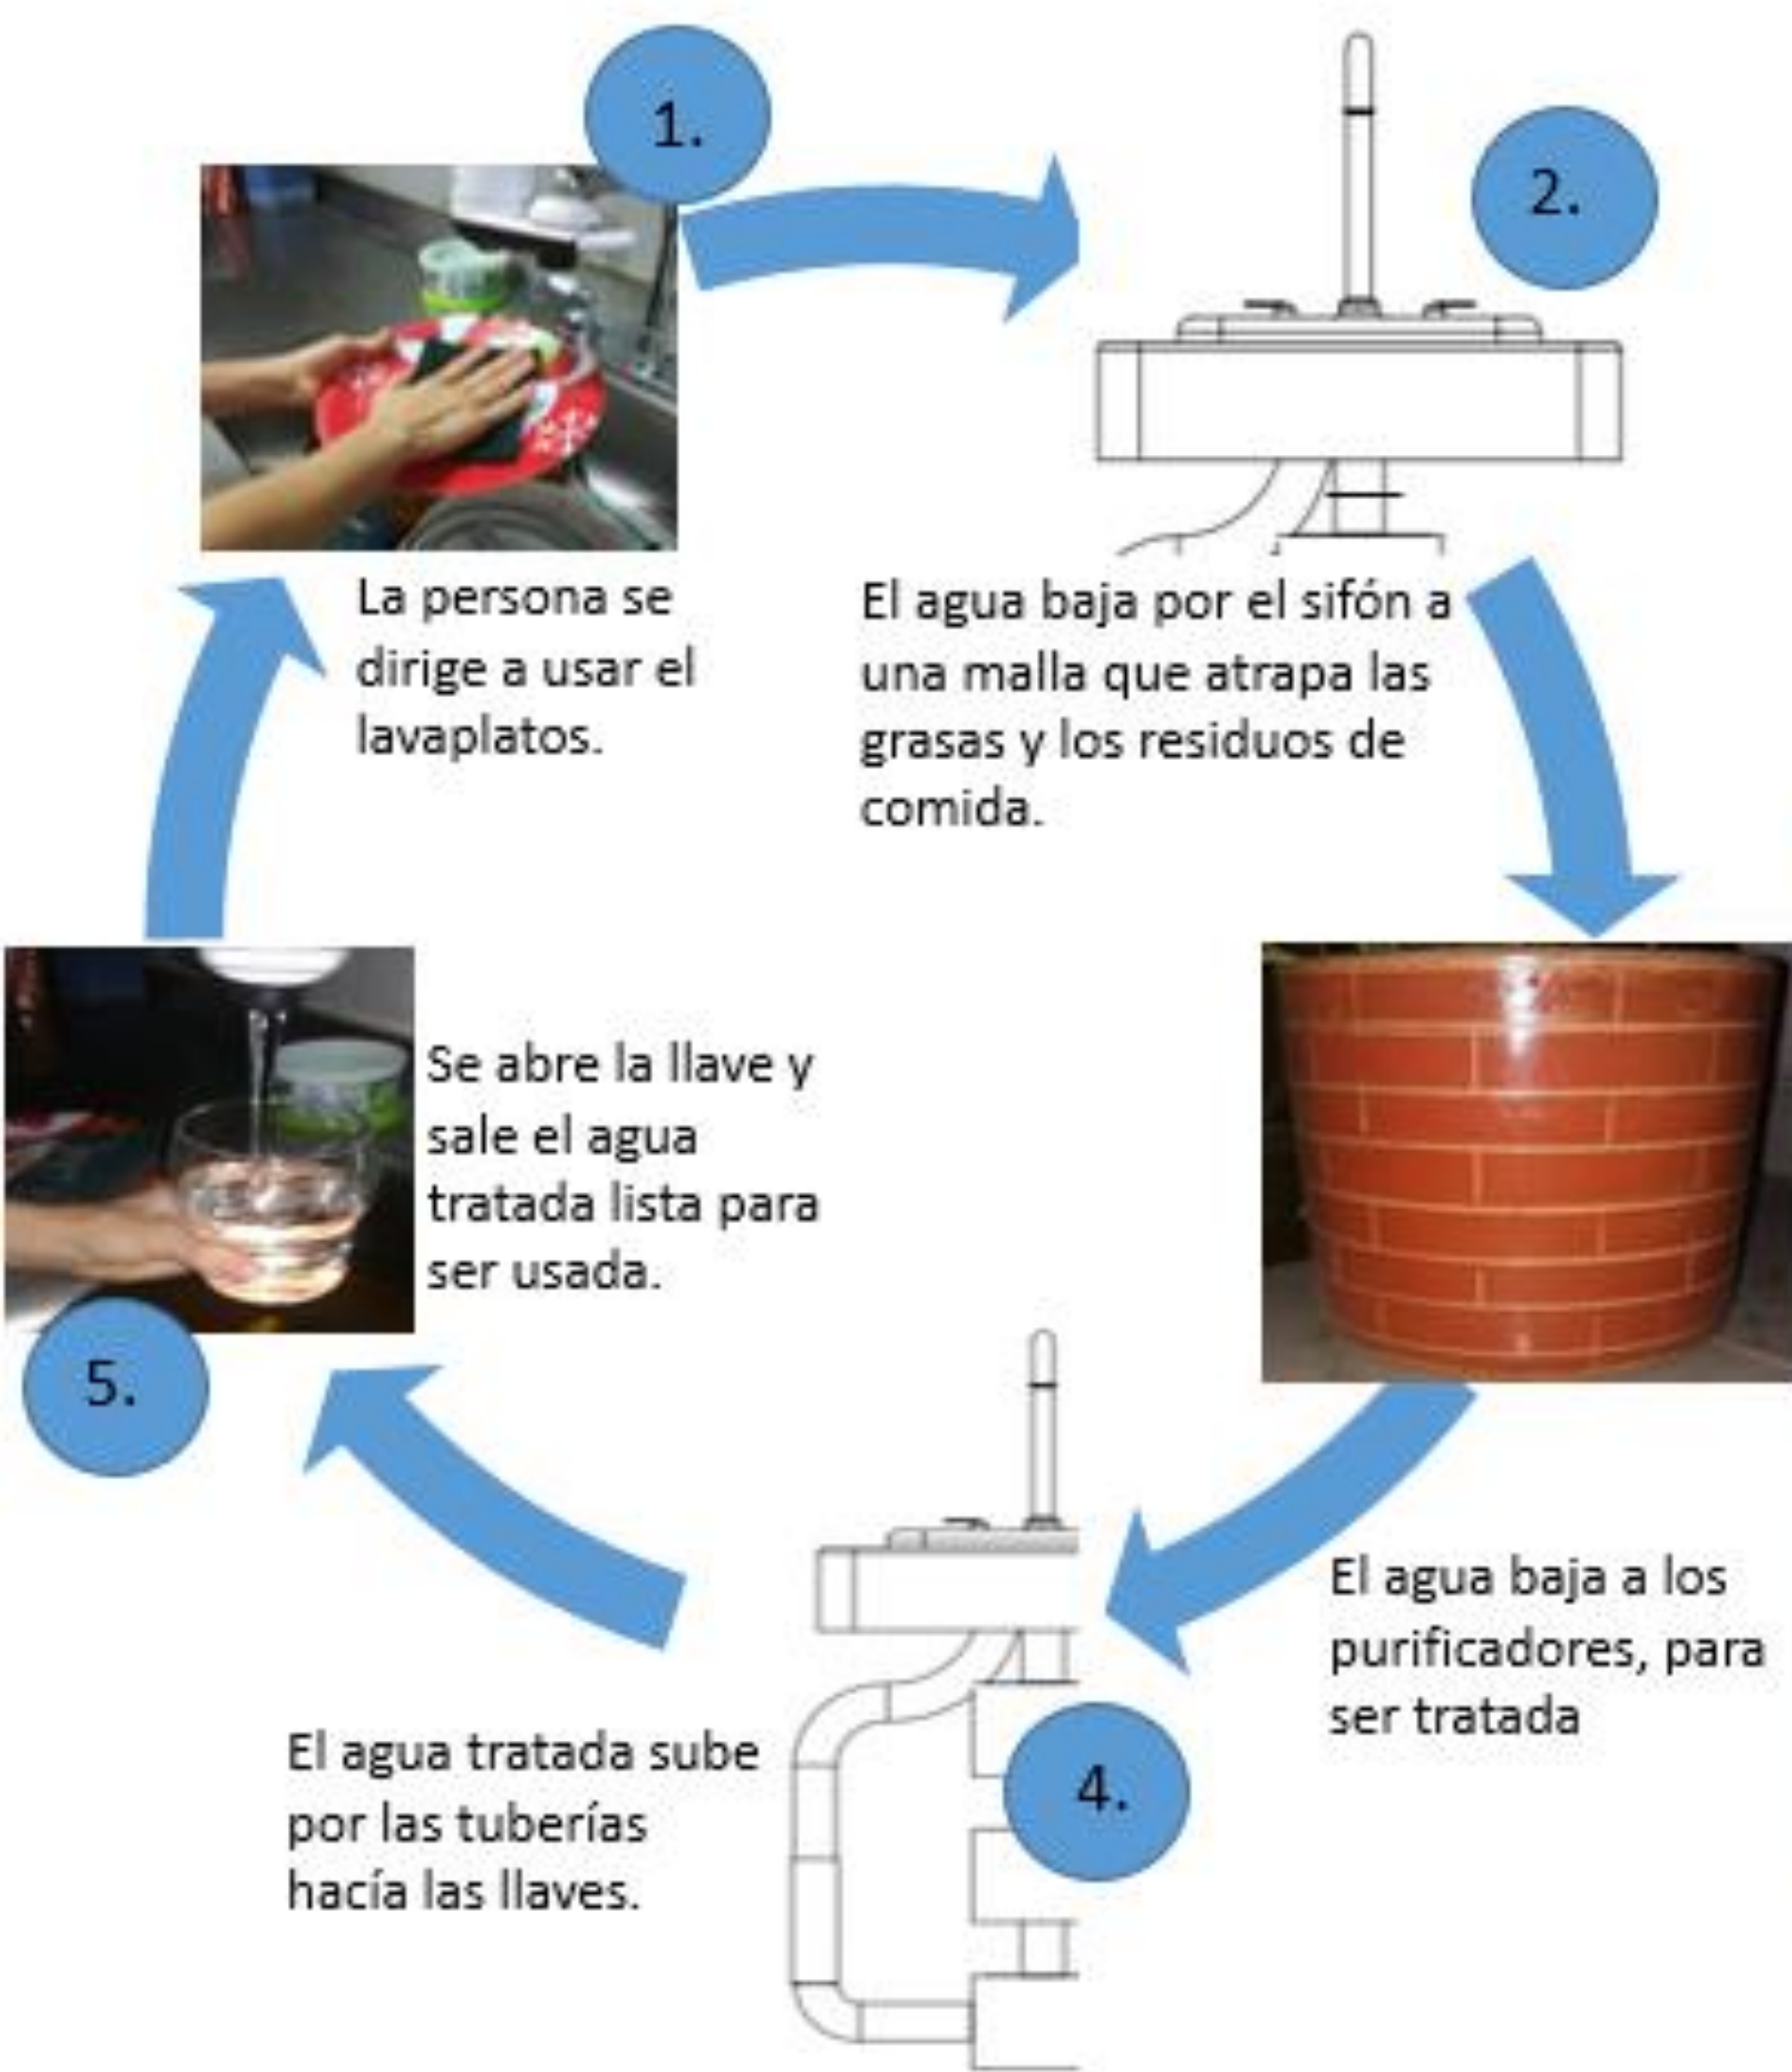 1.
La persona se
dirige a usar el
lavaplatos.
2.
El agua baja por el sifón a
una malla que atrapa las
grasas y los residuos de
comida.
El agua baja a los
purificadores, para
ser tratada
4.
El agua tratada sube
por las tuberías
hacía las llaves.
5.
Se abre la llave y
sale el agua
tratada lista para
ser usada.